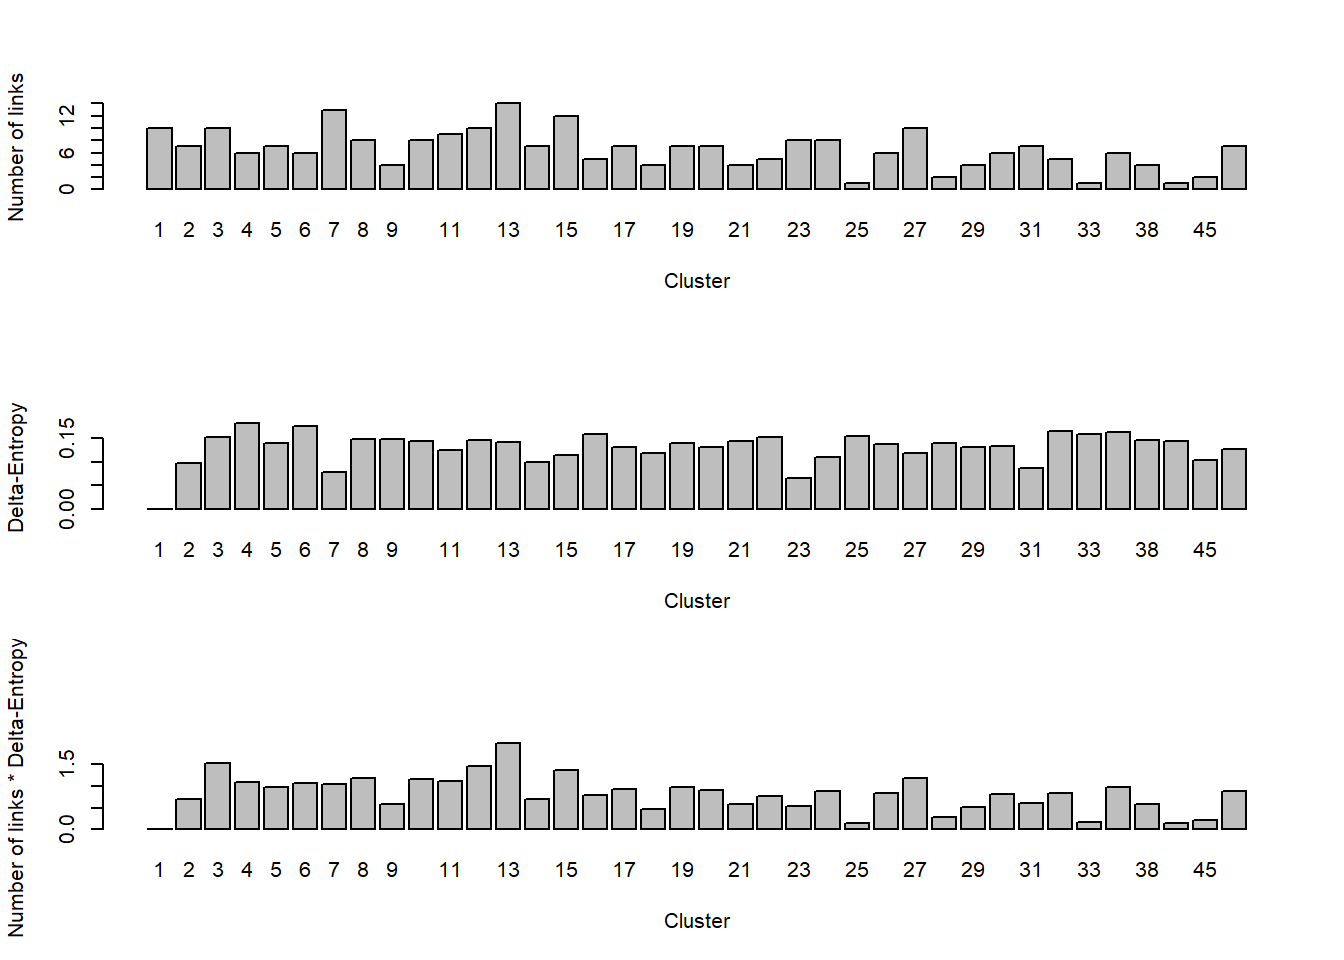 Number of links
0 6 12
1 2 3 4 5 6 7 8 9 11 13 15 17 19 21 23 25 27 29 31 33 38 45
Cluster
Delta-Entropy
0.00 0.15
1 2 3 4 5 6 7 8 9 11 13 15 17 19 21 23 25 27 29 31 33 38 45
Cluster
Number of links * Delta-Entropy
0.0 1.5
1 2 3 4 5 6 7 8 9 11 13 15 17 19 21 23 25 27 29 31 33 38 45
Cluster